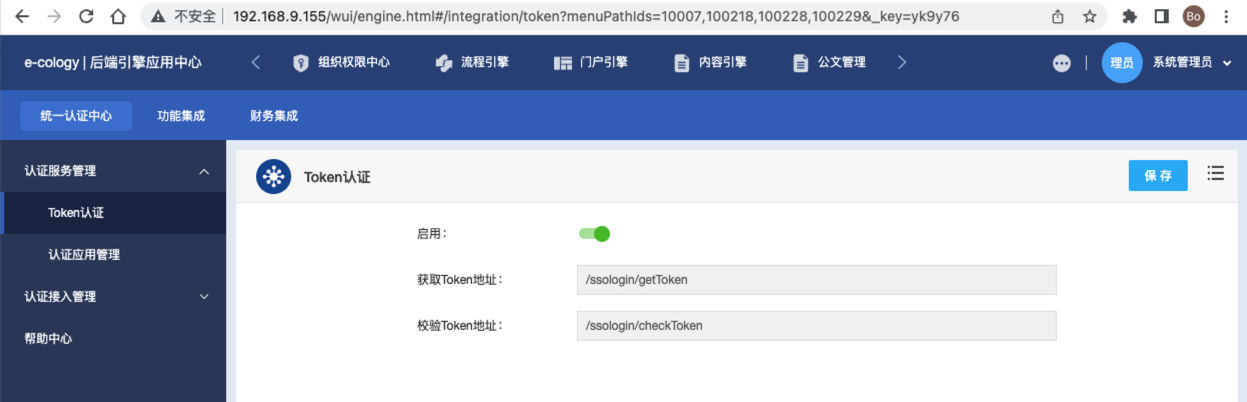 不安全 192.168.9.155/wui/engine.html#/integration/token?menuPathIds=10007,100218,100228,100229&_key=yk9y76 Bo
e-cology | 后端引擎应用中心 组织权限中心 流程引擎 门户引擎 内容引擎 公文管理 理员 系统管理员
统一认证中心 功能集成 财务集成
认证服务管理
Token认证
认证应用管理
认证接入管理
帮助中心
Token认证 保 存
启用：
获取Token地址： /ssologin/getToken
校验Token地址： /ssologin/checkToken